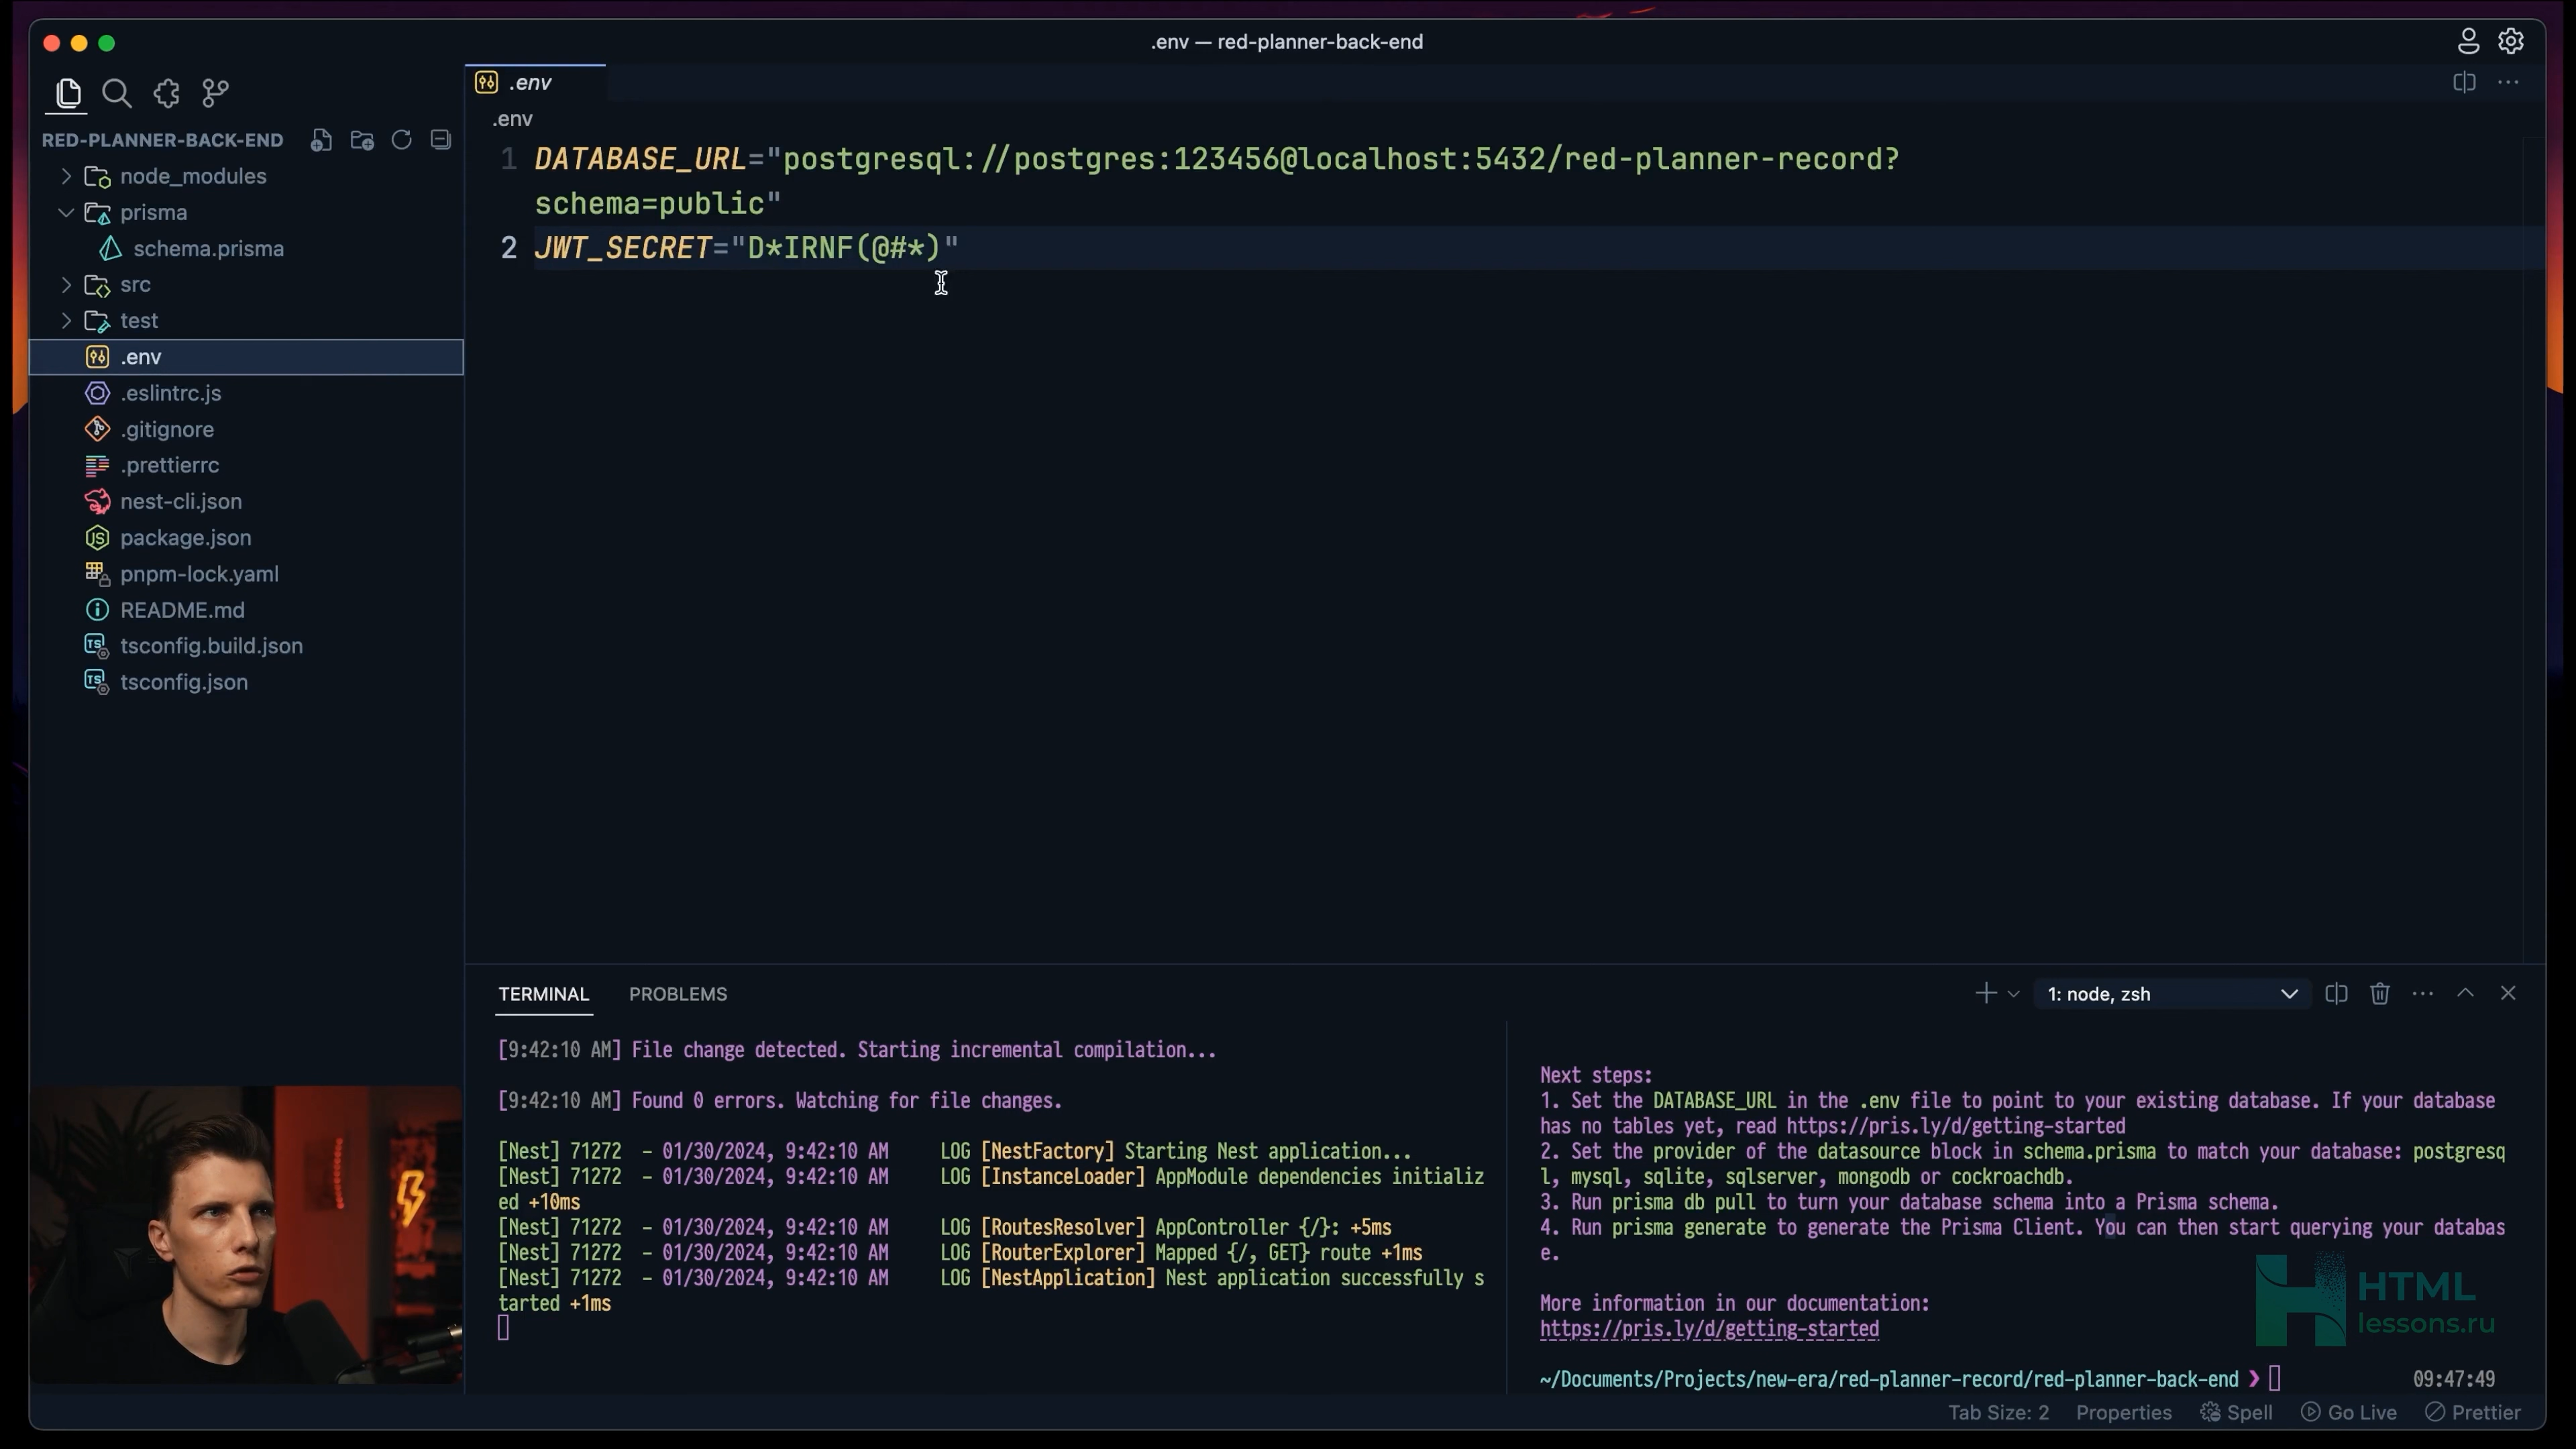 .env — red-planner-back-end
.env
RED-PLANNER-BACK-END
node_modules
prisma
schema.prisma
src
test
.env
.eslintrc.js
.gitignore
.prettierrc
nest-cli.json
package.json
pnpm-lock.yaml
README.md
tsconfig.build.json
tsconfig.json
.env
1 DATABASE_URL="postgresql://postgres:123456@localhost:5432/red-planner-record?
schema=public"
2 JWT_SECRET="D*IRNF(@#*)"
TERMINAL PROBLEMS
1: node, zsh
[9:42:10 AM] File change detected. Starting incremental compilation...
[9:42:10 AM] Found 0 errors. Watching for file changes.
[Nest] 71272 - 01/30/2024, 9:42:10 AM LOG [NestFactory] Starting Nest application...
[Nest] 71272 - 01/30/2024, 9:42:10 AM LOG [InstanceLoader] AppModule dependencies initializ
ed +10ms
[Nest] 71272 - 01/30/2024, 9:42:10 AM LOG [RoutesResolver] AppController {/}: +5ms
[Nest] 71272 - 01/30/2024, 9:42:10 AM LOG [RouterExplorer] Mapped {/, GET} route +1ms
[Nest] 71272 - 01/30/2024, 9:42:10 AM LOG [NestApplication] Nest application successfully s
tarted +1ms
Next steps:
1. Set the DATABASE_URL in the .env file to point to your existing database. If your database
has no tables yet, read https://pris.ly/d/getting-started
2. Set the provider of the datasource block in schema.prisma to match your database: postgresq
l, mysql, sqlite, sqlserver, mongodb or cockroachdb.
3. Run prisma db pull to turn your database schema into a Prisma schema.
4. Run prisma generate to generate the Prisma Client. You can then start querying your databas
e.
More information in our documentation:
https://pris.ly/d/getting-started
~/Documents/Projects/new-era/red-planner-record/red-planner-back-end ❯ 09:47:49
HTML
lessons.ru
Tab Size: 2 Properties Spell Go Live Prettier